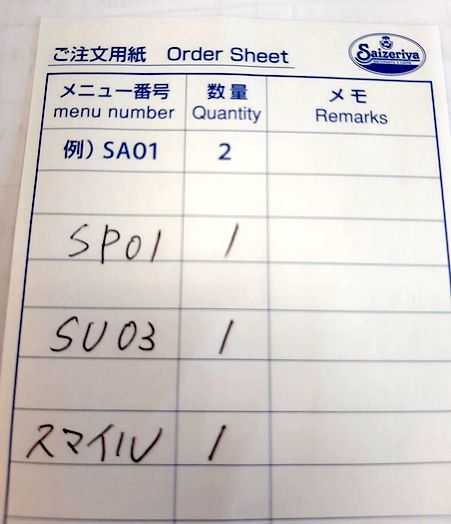 ご注文用紙 Order Sheet
Saizeriya
メニュー番号 数量 メモ
menu number Quantity Remarks
例) SA01 2
SP01 1
SU03 1
スマイル 1